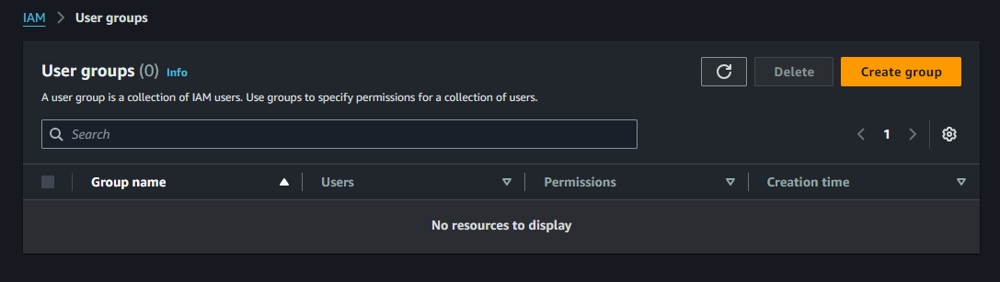 IAM > User groups
User groups (0) Info
Delete
Create group
A user group is a collection of IAM users. Use groups to specify permissions for a collection of users.
Search
1
Group name Users Permissions Creation time
No resources to display